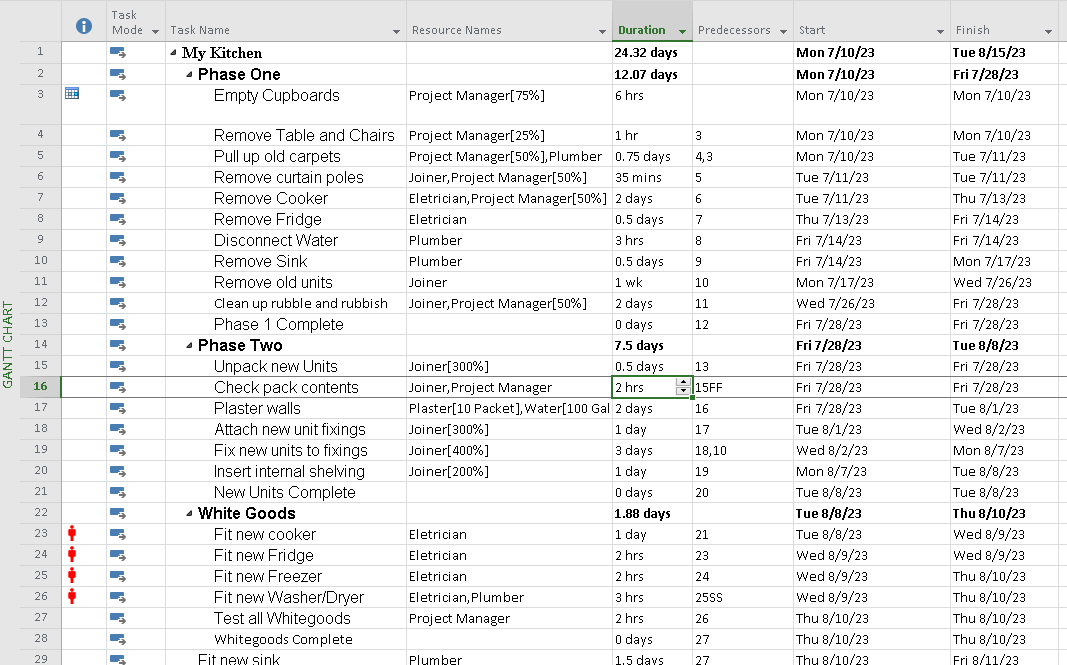 Task Mode Task Name Resource Names Duration Predecessors Start Finish
1 My Kitchen 24.32 days Mon 7/10/23 Tue 8/15/23
2 Phase One 12.07 days Mon 7/10/23 Fri 7/28/23
3 Empty Cupboards Project Manager[75%] 6 hrs Mon 7/10/23 Mon 7/10/23
4 Remove Table and Chairs Project Manager[25%] 1 hr 3 Mon 7/10/23 Mon 7/10/23
5 Pull up old carpets Project Manager[50%],Plumber 0.75 days 4,3 Mon 7/10/23 Tue 7/11/23
6 Remove curtain poles Joiner,Project Manager[50%] 35 mins 5 Tue 7/11/23 Tue 7/11/23
7 Remove Cooker Eletrician,Project Manager[50%] 2 days 6 Tue 7/11/23 Thu 7/13/23
8 Remove Fridge Eletrician 0.5 days 7 Thu 7/13/23 Fri 7/14/23
9 Disconnect Water Plumber 3 hrs 8 Fri 7/14/23 Fri 7/14/23
10 Remove Sink Plumber 0.5 days 9 Fri 7/14/23 Mon 7/17/23
11 Remove old units Joiner 1 wk 10 Mon 7/17/23 Wed 7/26/23
12 Clean up rubble and rubbish Joiner,Project Manager[50%] 2 days 11 Wed 7/26/23 Fri 7/28/23
13 Phase 1 Complete 0 days 12 Fri 7/28/23 Fri 7/28/23
14 Phase Two 7.5 days Fri 7/28/23 Tue 8/8/23
15 Unpack new Units Joiner[300%] 0.5 days 13 Fri 7/28/23 Fri 7/28/23
16 Check pack contents Joiner,Project Manager 2 hrs 15FF Fri 7/28/23 Fri 7/28/23
17 Plaster walls Plaster[10 Packet],Water[100 Gal 2 days 16 Fri 7/28/23 Tue 8/1/23
18 Attach new unit fixings Joiner[300%] 1 day 17 Tue 8/1/23 Wed 8/2/23
19 Fix new units to fixings Joiner[400%] 3 days 18,10 Wed 8/2/23 Mon 8/7/23
20 Insert internal shelving Joiner[200%] 1 day 19 Mon 8/7/23 Tue 8/8/23
21 New Units Complete 0 days 20 Tue 8/8/23 Tue 8/8/23
22 White Goods 1.88 days Tue 8/8/23 Thu 8/10/23
23 Fit new cooker Eletrician 1 day 21 Tue 8/8/23 Wed 8/9/23
24 Fit new Fridge Eletrician 2 hrs 23 Wed 8/9/23 Wed 8/9/23
25 Fit new Freezer Eletrician 2 hrs 24 Wed 8/9/23 Thu 8/10/23
26 Fit new Washer/Dryer Eletrician,Plumber 3 hrs 25SS Wed 8/9/23 Thu 8/10/23
27 Test all Whitegoods Project Manager 2 hrs 26 Thu 8/10/23 Thu 8/10/23
28 Whitegoods Complete 0 days 27 Thu 8/10/23 Thu 8/10/23
29 Fit new sink Plumber 1.5 days 27 Thu 8/10/23 Fri 8/11/23
GANTT CHART